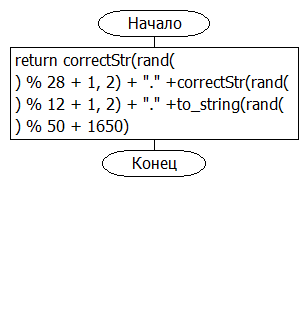 Начало
return correctStr(rand(
) % 28 + 1, 2) + "." +correctStr(rand(
) % 12 + 1, 2) + "." +to_string(rand(
) % 50 + 1650)
Конец